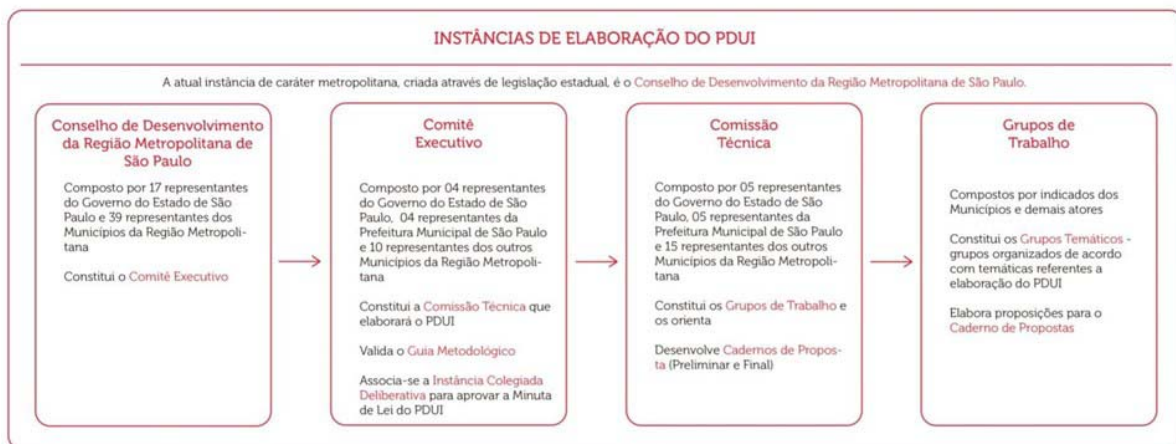 INSTÂNCIAS DE ELABORAÇÃO DO PDUI
A atual instância de caráter metropolitana, criada através de legislação estadual, é o Conselho de Desenvolvimento da Região Metropolitana de São Paulo.
Conselho de Desenvolvimento
da Região Metropolitana de
São Paulo
Composto por 17 representantes
do Governo do Estado de São
Paulo e 39 representantes dos
Municípios da Região Metropoli-
tana
Constitui o Comitê Executivo
Comitê
Executivo
Composto por 04 representantes
do Governo do Estado de São
Paulo, 04 representantes da
Prefeitura Municipal de São Paulo
e 10 representantes dos outros
Municípios da Região Metropoli-
tana
Constitui a Comissão Técnica que
elaborará o PDUI
Valida o Guia Metodológico
Associa-se a Instância Colegiada
Deliberativa para aprovar a Minuta
de Lei do PDUI
Comissão
Técnica
Composto por 05 representantes
do Governo do Estado de São
Paulo, 05 representantes da
Prefeitura Municipal de São Paulo
e 15 representantes dos outros
Municípios da Região Metropoli-
tana
Constitui os Grupos de Trabalho e
os orienta
Desenvolve Cadernos de Propos-
ta (Preliminar e Final)
Grupos de
Trabalho
Compostos por indicados dos
Municípios e demais atores
Constitui os Grupos Temáticos -
grupos organizados de acordo
com temáticas referentes a
elaboração do PDUI
Elabora proposições para o
Caderno de Propostas